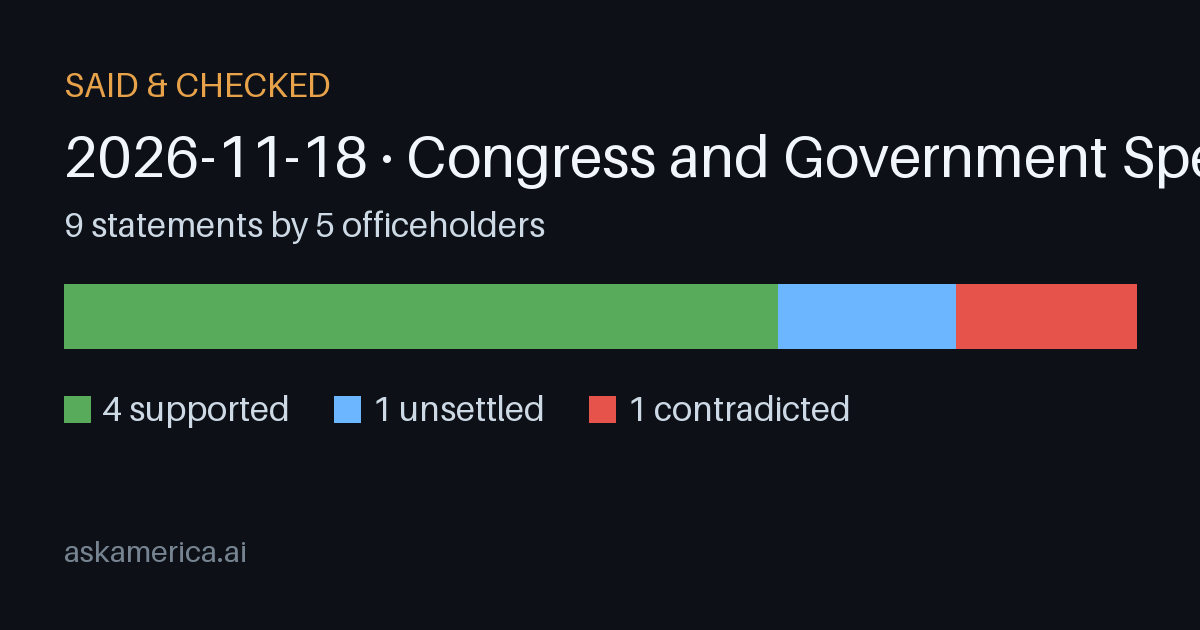 SAID & CHECKED
2026-11-18 · Congress and Government
9 statements by 5 officeholders
4 supported
1 unsettled
1 contradicted
askamerica.ai